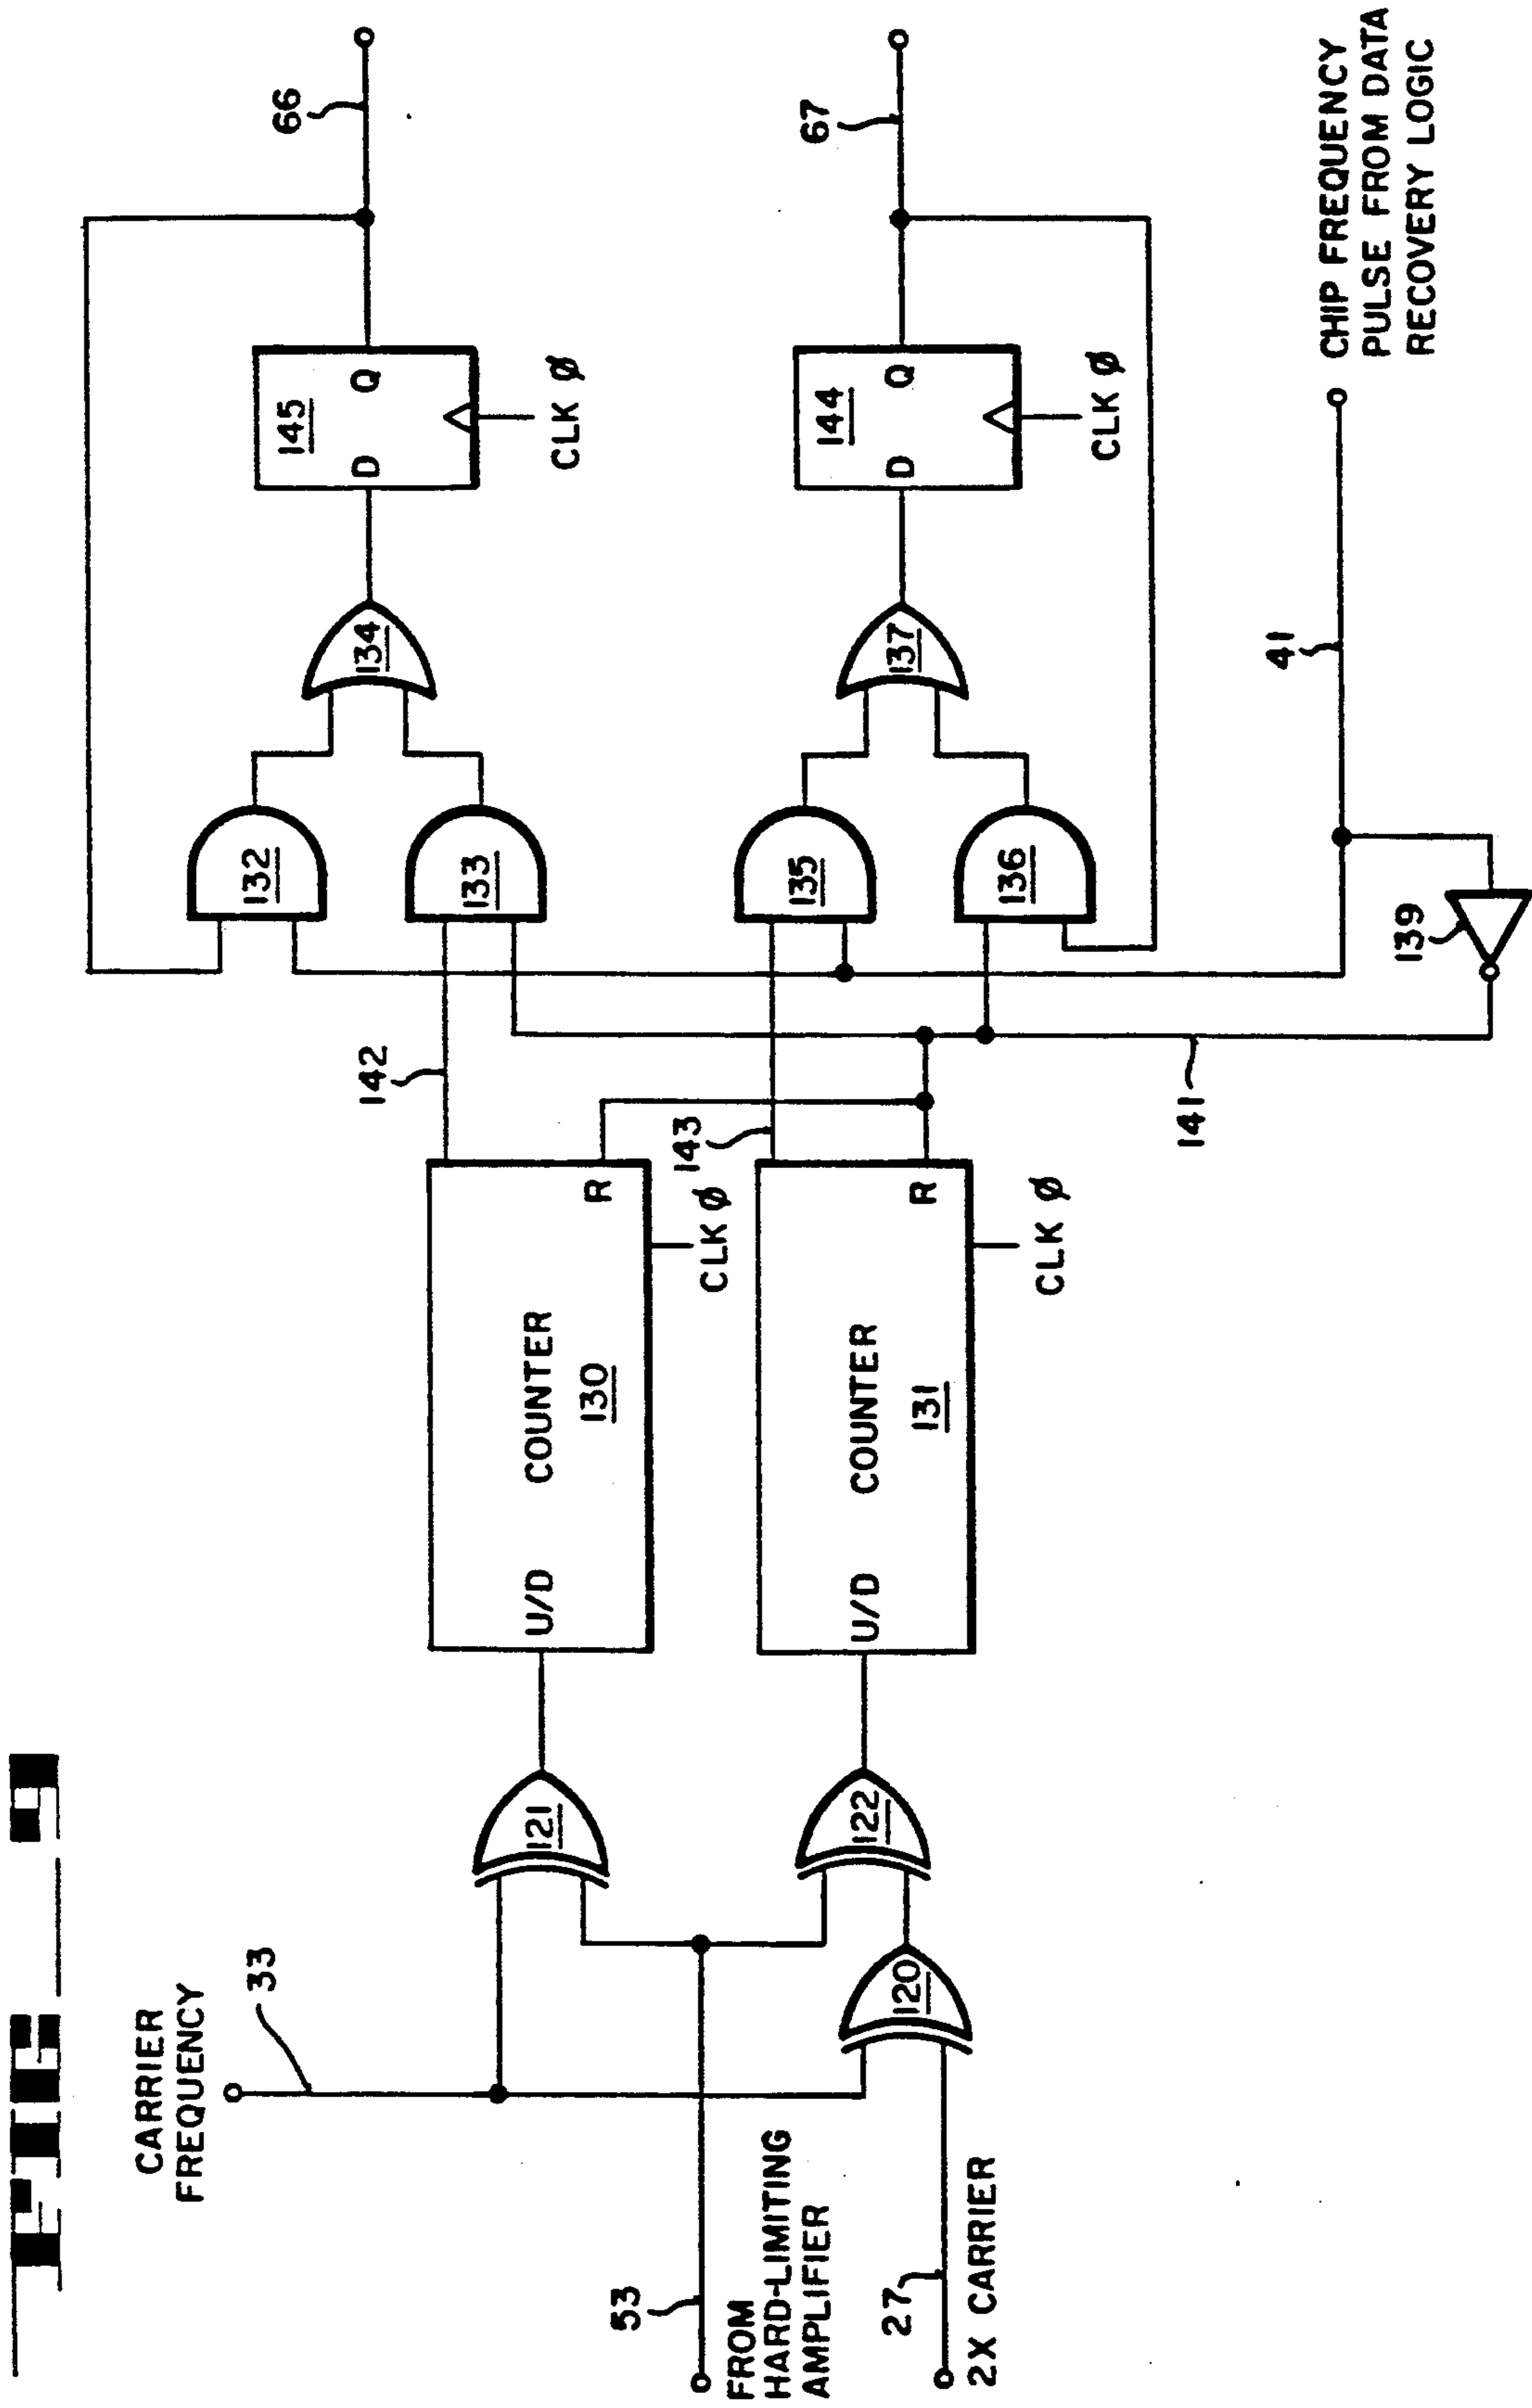 FIG_9
CARRIER
FREQUENCY
33
53
FROM
HARD-LIMITING
AMPLIFIER
27
2X CARRIER
120
121
122
U/D
COUNTER
130
R
CLK Ø
U/D
COUNTER
131
R
CLK Ø
142
143
141
132
133
135
136
139
134
137
41
145
D
Q
CLK Ø
144
D
Q
CLK Ø
66
67
CHIP FREQUENCY
PULSE FROM DATA
RECOVERY LOGIC